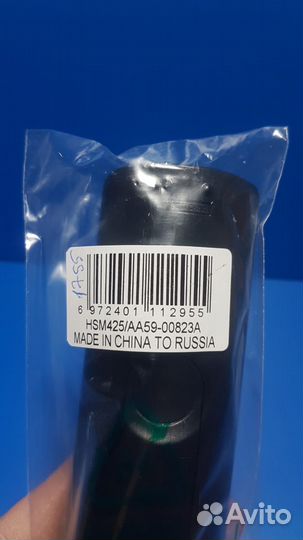 1755
6 972401 112955
HSM425/AA59-00823A
MADE IN CHINA TO RUSSIA
Avito